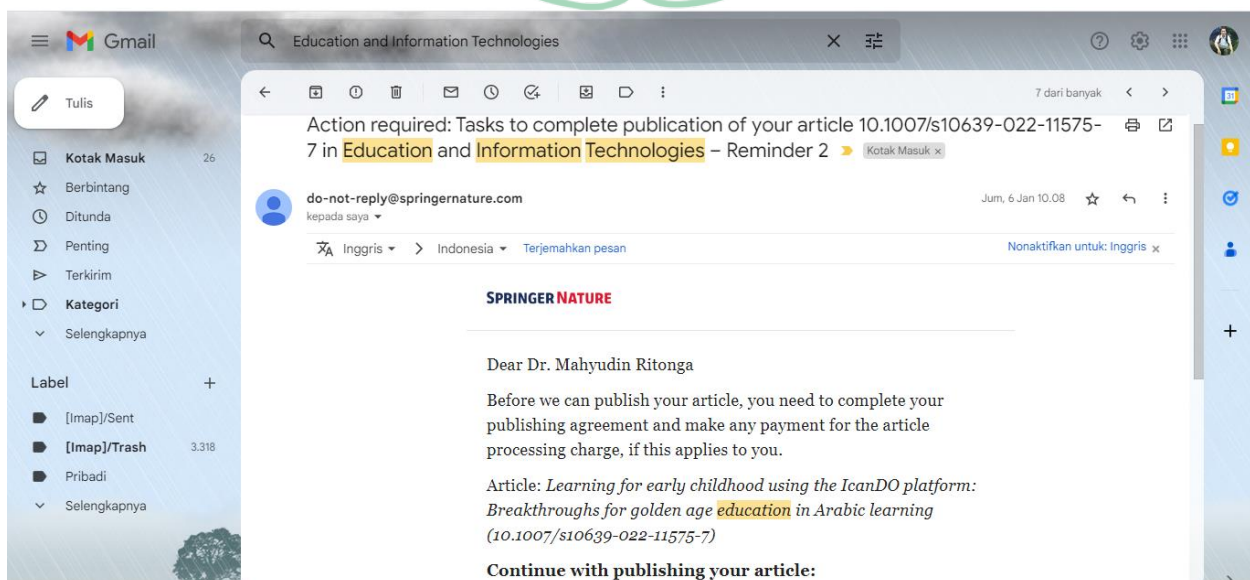 Gmail
Education and Information Technologies
Tulis
7 dari banyak
Action required: Tasks to complete publication of your article 10.1007/s10639-022-11575-
7 in Education and Information Technologies – Reminder 2
Kotak Masuk ×
Kotak Masuk 26
Berbintang
Ditunda
Penting
Terkirim
Kategori
Selengkapnya
Label +
[Imap]/Sent
[Imap]/Trash 3.318
Pribadi
Selengkapnya
do-not-reply@springernature.com
Jum, 6 Jan 10.08
kepada saya
Inggris > Indonesia Terjemahkan pesan
Nonaktifkan untuk: Inggris ×
SPRINGER NATURE
Dear Dr. Mahyudin Ritonga
Before we can publish your article, you need to complete your
publishing agreement and make any payment for the article
processing charge, if this applies to you.
Article: Learning for early childhood using the IcanDO platform:
Breakthroughs for golden age education in Arabic learning
(10.1007/s10639-022-11575-7)
Continue with publishing your article:
31